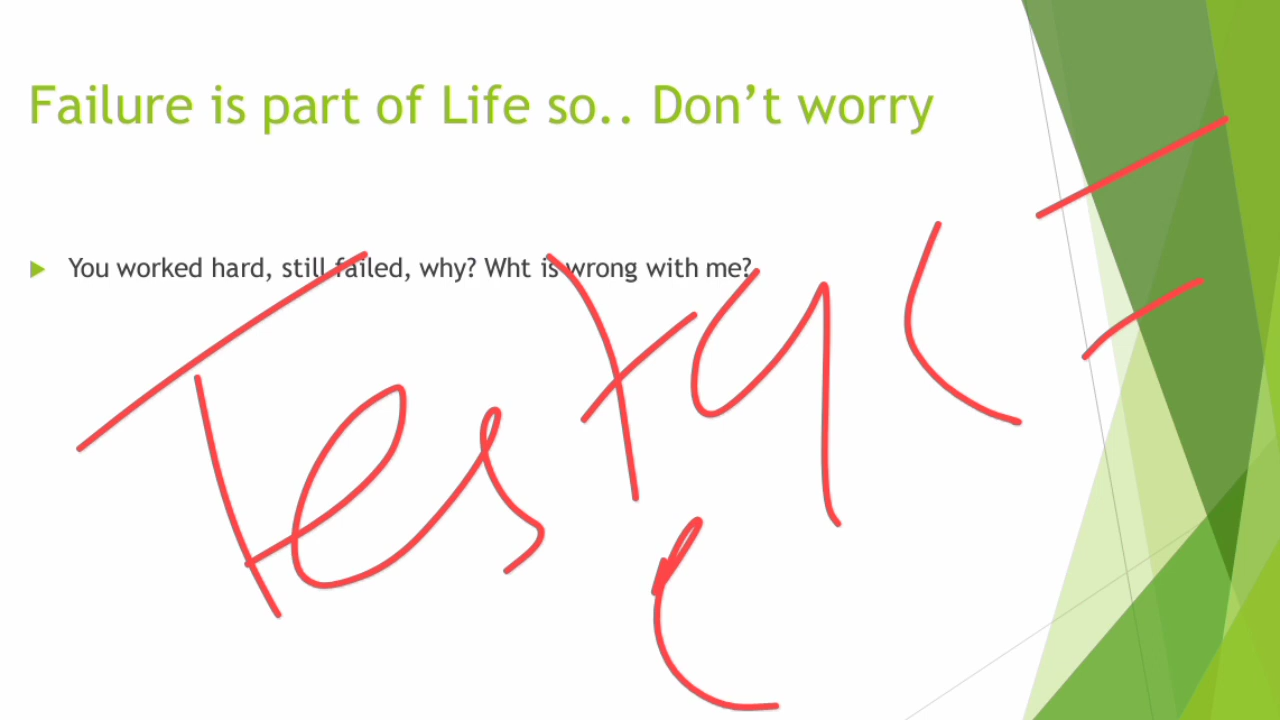 Failure is part of Life so.. Don’t worry
You worked hard, still failed, why? Wht is wrong with me?
Test